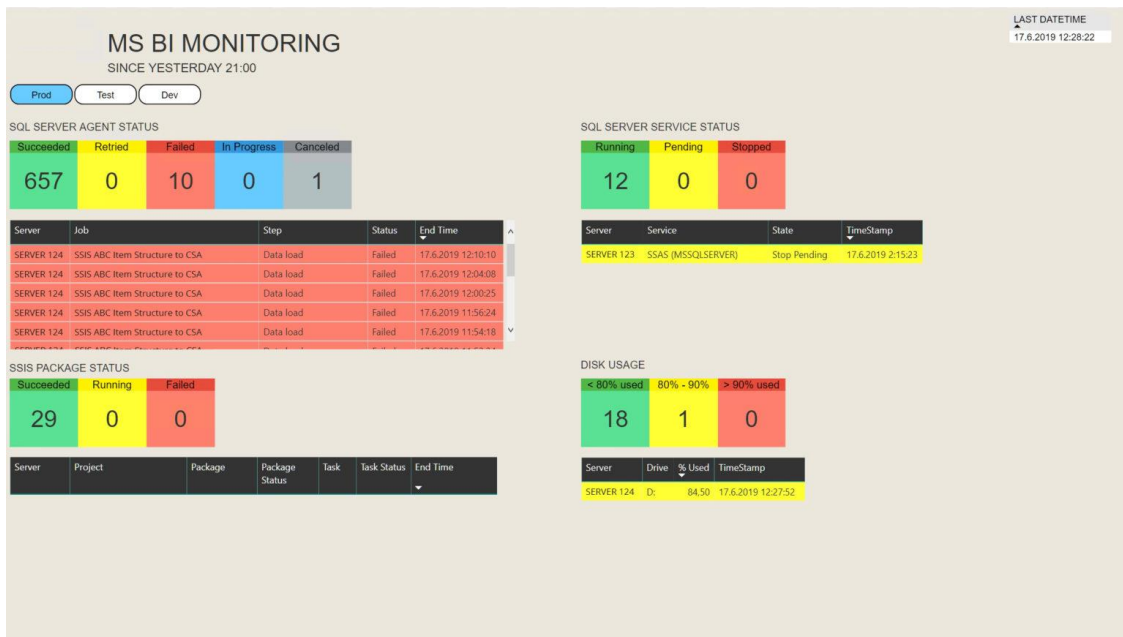 LAST DATETIME
17.6.2019 12:28:22
MS BI MONITORING
SINCE YESTERDAY 21:00
Prod Test Dev
SQL SERVER AGENT STATUS
Succeeded Retried Failed In Progress Canceled
657 0 10 0 1
Server Job Step Status End Time
SERVER 124 SSIS ABC Item Structure to CSA Data load Failed 17.6.2019 12:10:10
SERVER 124 SSIS ABC Item Structure to CSA Data load Failed 17.6.2019 12:04:08
SERVER 124 SSIS ABC Item Structure to CSA Data load Failed 17.6.2019 12:00:25
SERVER 124 SSIS ABC Item Structure to CSA Data load Failed 17.6.2019 11:56:24
SERVER 124 SSIS ABC Item Structure to CSA Data load Failed 17.6.2019 11:54:18
SQL SERVER SERVICE STATUS
Running Pending Stopped
12 0 0
Server Service State TimeStamp
SERVER 123 SSAS (MSSQLSERVER) Stop Pending 17.6.2019 2:15:23
SSIS PACKAGE STATUS
Succeeded Running Failed
29 0 0
Server Project Package Package Status Task Task Status End Time
DISK USAGE
< 80% used 80% - 90% > 90% used
18 1 0
Server Drive % Used TimeStamp
SERVER 124 D: 84,50 17.6.2019 12:27:52